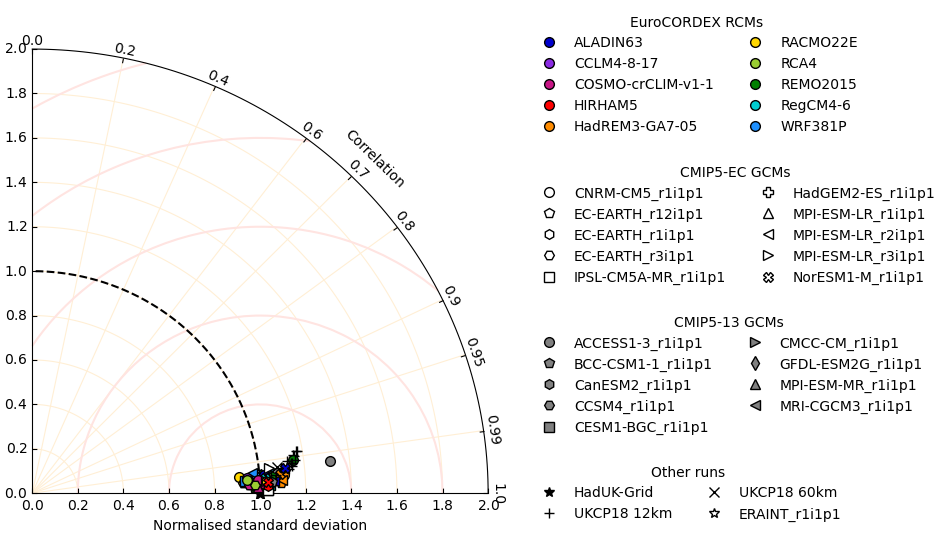 EuroCORDEX RCMs
ALADIN63
CCLM4-8-17
COSMO-crCLIM-v1-1
HIRHAM5
HadREM3-GA7-05
RACMO22E
RCA4
REMO2015
RegCM4-6
WRF381P
CMIP5-EC GCMs
CNRM-CM5_r1i1p1
EC-EARTH_r12i1p1
EC-EARTH_r1i1p1
EC-EARTH_r3i1p1
IPSL-CM5A-MR_r1i1p1
HadGEM2-ES_r1i1p1
MPI-ESM-LR_r1i1p1
MPI-ESM-LR_r2i1p1
MPI-ESM-LR_r3i1p1
NorESM1-M_r1i1p1
CMIP5-13 GCMs
ACCESS1-3_r1i1p1
BCC-CSM1-1_r1i1p1
CanESM2_r1i1p1
CCSM4_r1i1p1
CESM1-BGC_r1i1p1
CMCC-CM_r1i1p1
GFDL-ESM2G_r1i1p1
MPI-ESM-MR_r1i1p1
MRI-CGCM3_r1i1p1
Other runs
HadUK-Grid
UKCP18 12km
UKCP18 60km
ERAINT_r1i1p1
2.0
1.8
1.6
1.4
1.2
1.0
0.8
0.6
0.4
0.2
0.0
0.0 0.2 0.4 0.6 0.8 1.0 1.2 1.4 1.6 1.8 2.0
Normalised standard deviation
0.0
0.2
0.4
0.6
Correlation
0.7
0.8
0.9
0.95
0.99
1.0